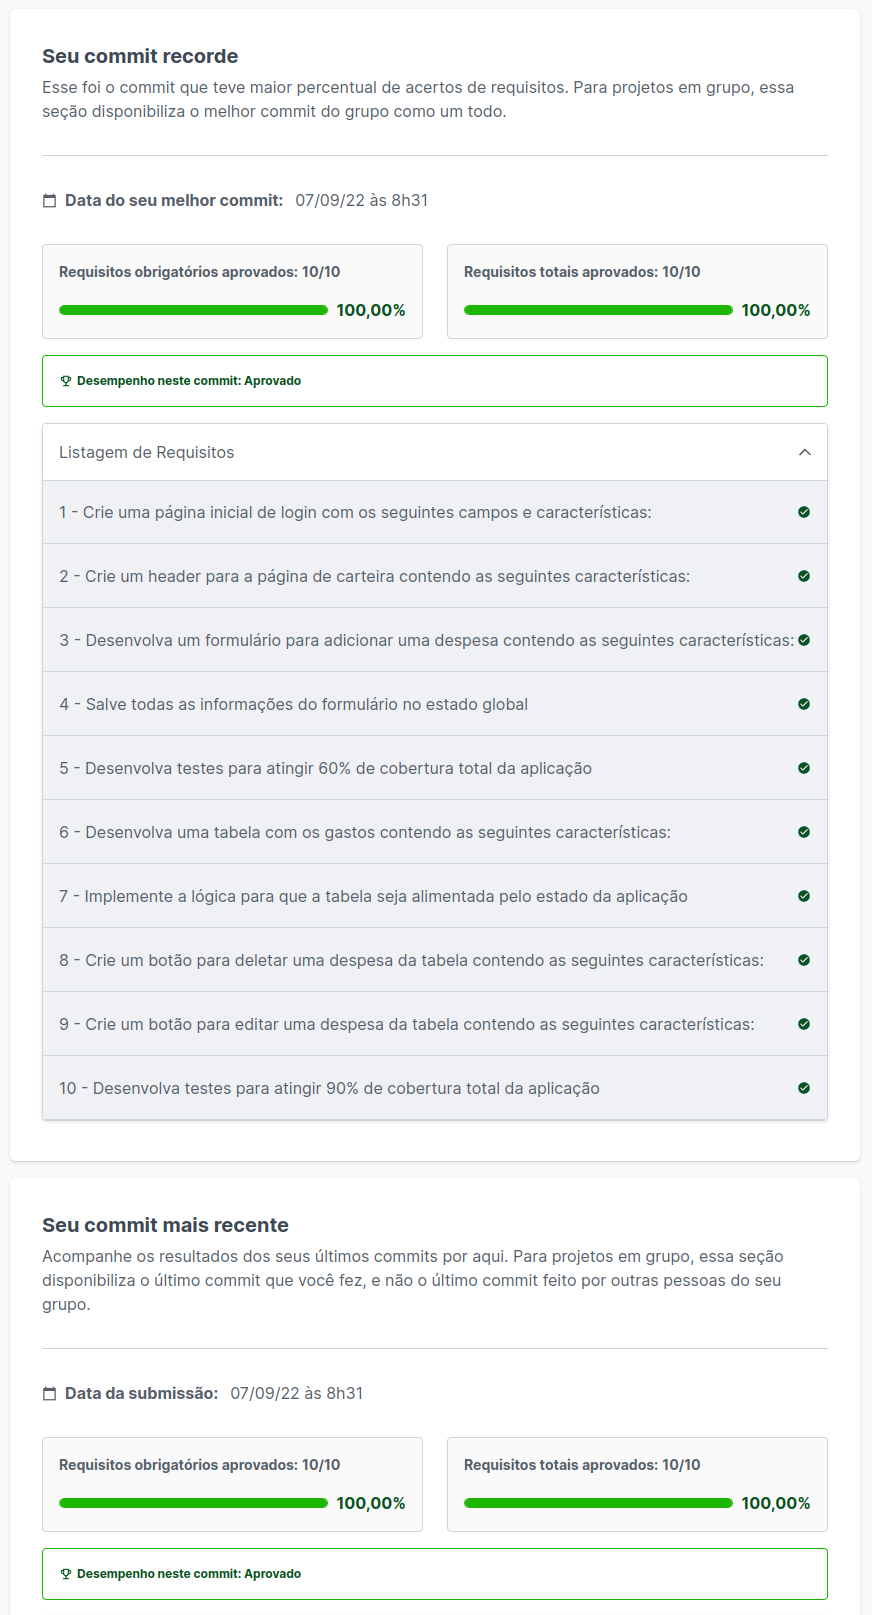 Seu commit recorde
Esse foi o commit que teve maior percentual de acertos de requisitos. Para projetos em grupo, essa
seção disponibiliza o melhor commit do grupo como um todo.
Data do seu melhor commit: 07/09/22 às 8h31
Requisitos obrigatórios aprovados: 10/10
100,00%
Requisitos totais aprovados: 10/10
100,00%
Desempenho neste commit: Aprovado
Listagem de Requisitos
1 - Crie uma página inicial de login com os seguintes campos e características:
2 - Crie um header para a página de carteira contendo as seguintes características:
3 - Desenvolva um formulário para adicionar uma despesa contendo as seguintes características:
4 - Salve todas as informações do formulário no estado global
5 - Desenvolva testes para atingir 60% de cobertura total da aplicação
6 - Desenvolva uma tabela com os gastos contendo as seguintes características:
7 - Implemente a lógica para que a tabela seja alimentada pelo estado da aplicação
8 - Crie um botão para deletar uma despesa da tabela contendo as seguintes características:
9 - Crie um botão para editar uma despesa da tabela contendo as seguintes características:
10 - Desenvolva testes para atingir 90% de cobertura total da aplicação
Seu commit mais recente
Acompanhe os resultados dos seus últimos commits por aqui. Para projetos em grupo, essa seção
disponibiliza o último commit que você fez, e não o último commit feito por outras pessoas do seu
grupo.
Data da submissão: 07/09/22 às 8h31
Requisitos obrigatórios aprovados: 10/10
100,00%
Requisitos totais aprovados: 10/10
100,00%
Desempenho neste commit: Aprovado